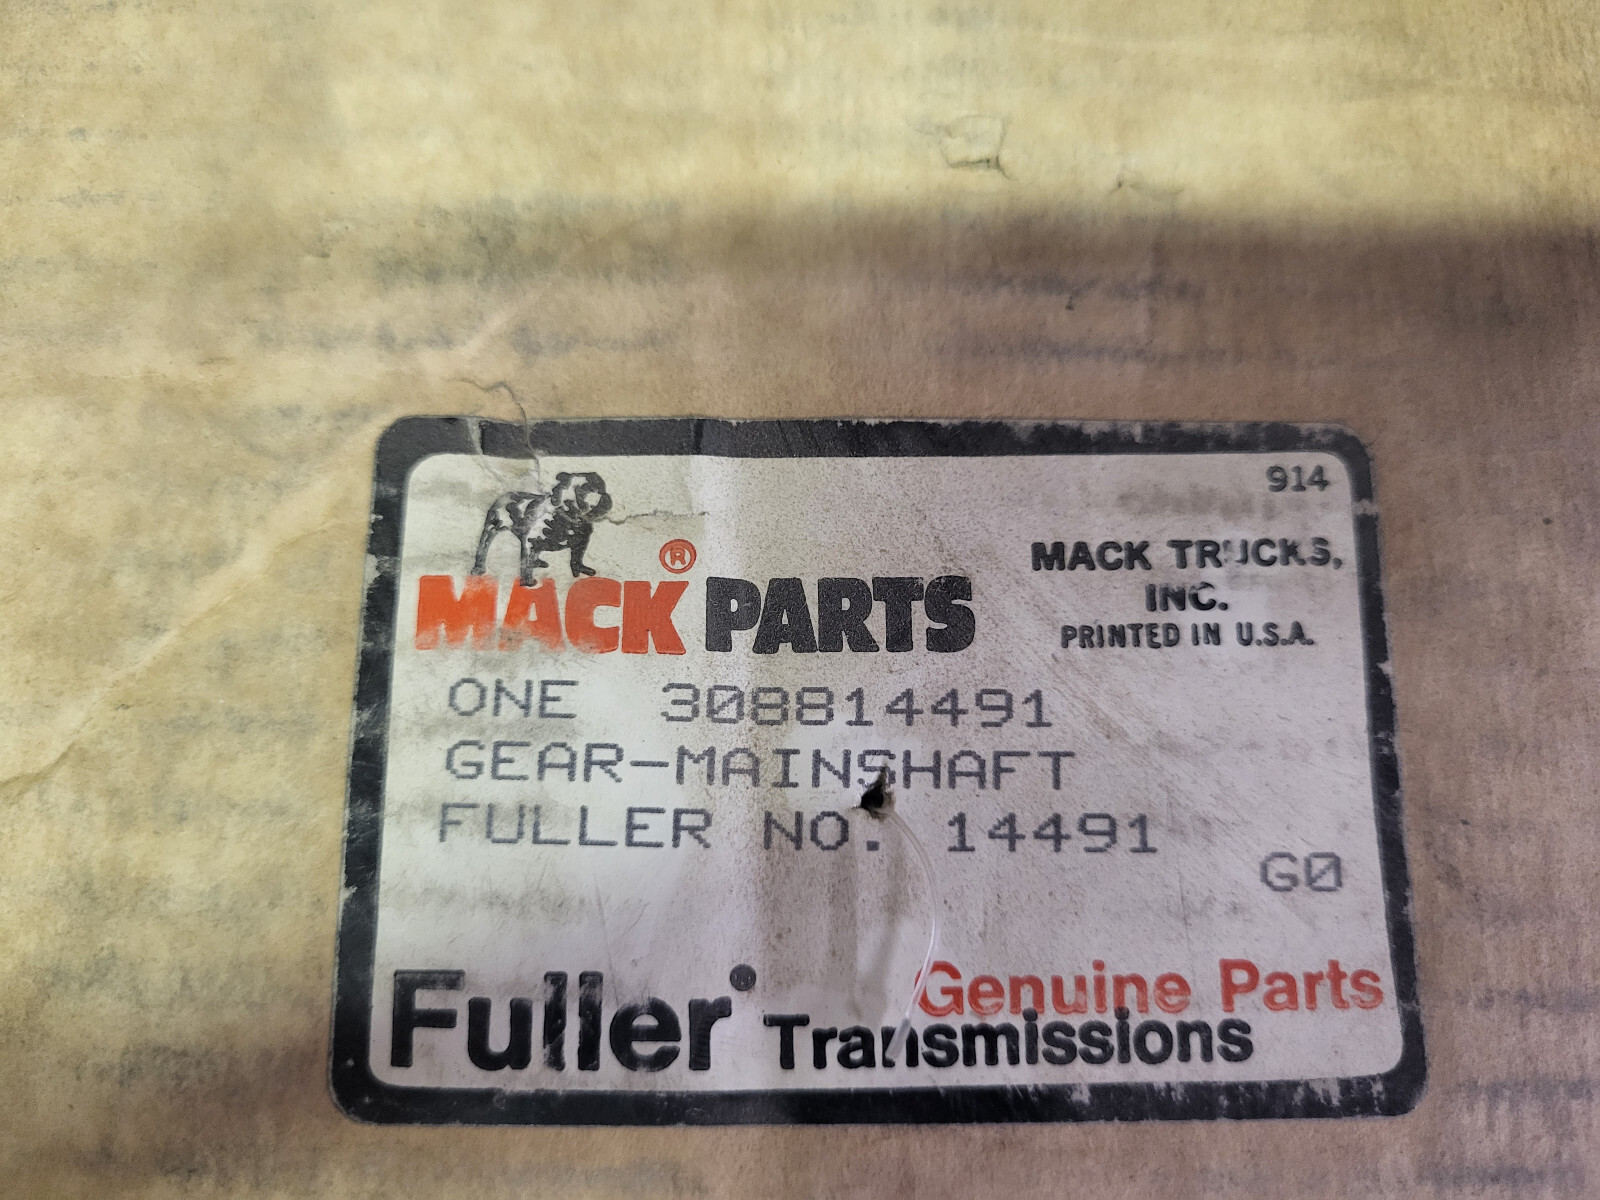 914
MACK® PARTS
MACK TRUCKS,
INC.
PRINTED IN U.S.A.
ONE 308814491
GEAR-MAINSHAFT
FULLER NO. 14491
G0
Genuine Parts
Fuller® Transmissions